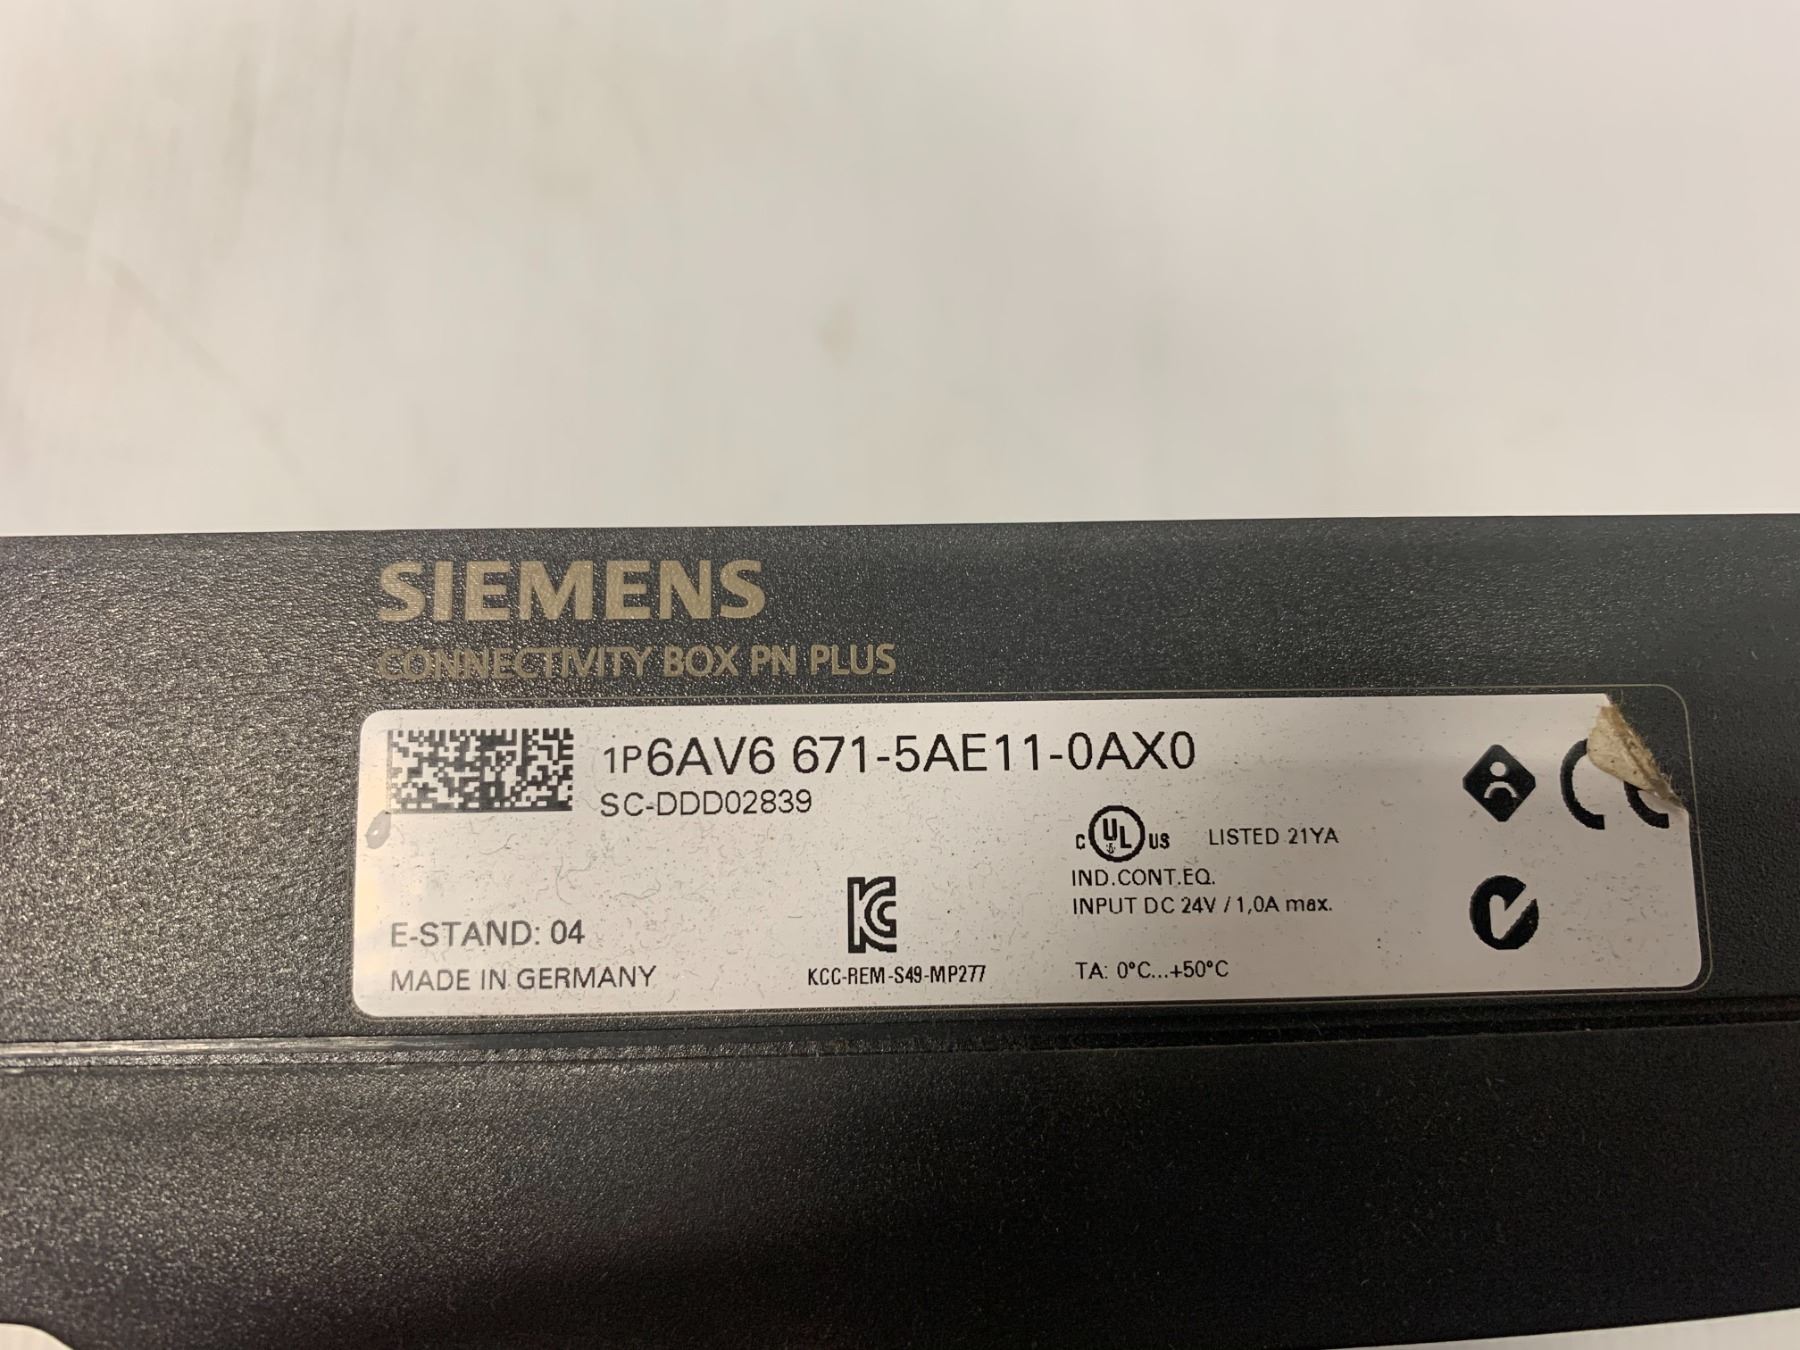 SIEMENS
CONNECTIVITY BOX PN PLUS
1P6AV6 671-5AE11-0AX0
SC-DDD02839
C UL US LISTED 21YA
IND.CONT.EQ.
INPUT DC 24V / 1,0A max.
E-STAND: 04
MADE IN GERMANY
KCC-REM-S49-MP277
TA: 0°C...+50°C
CE